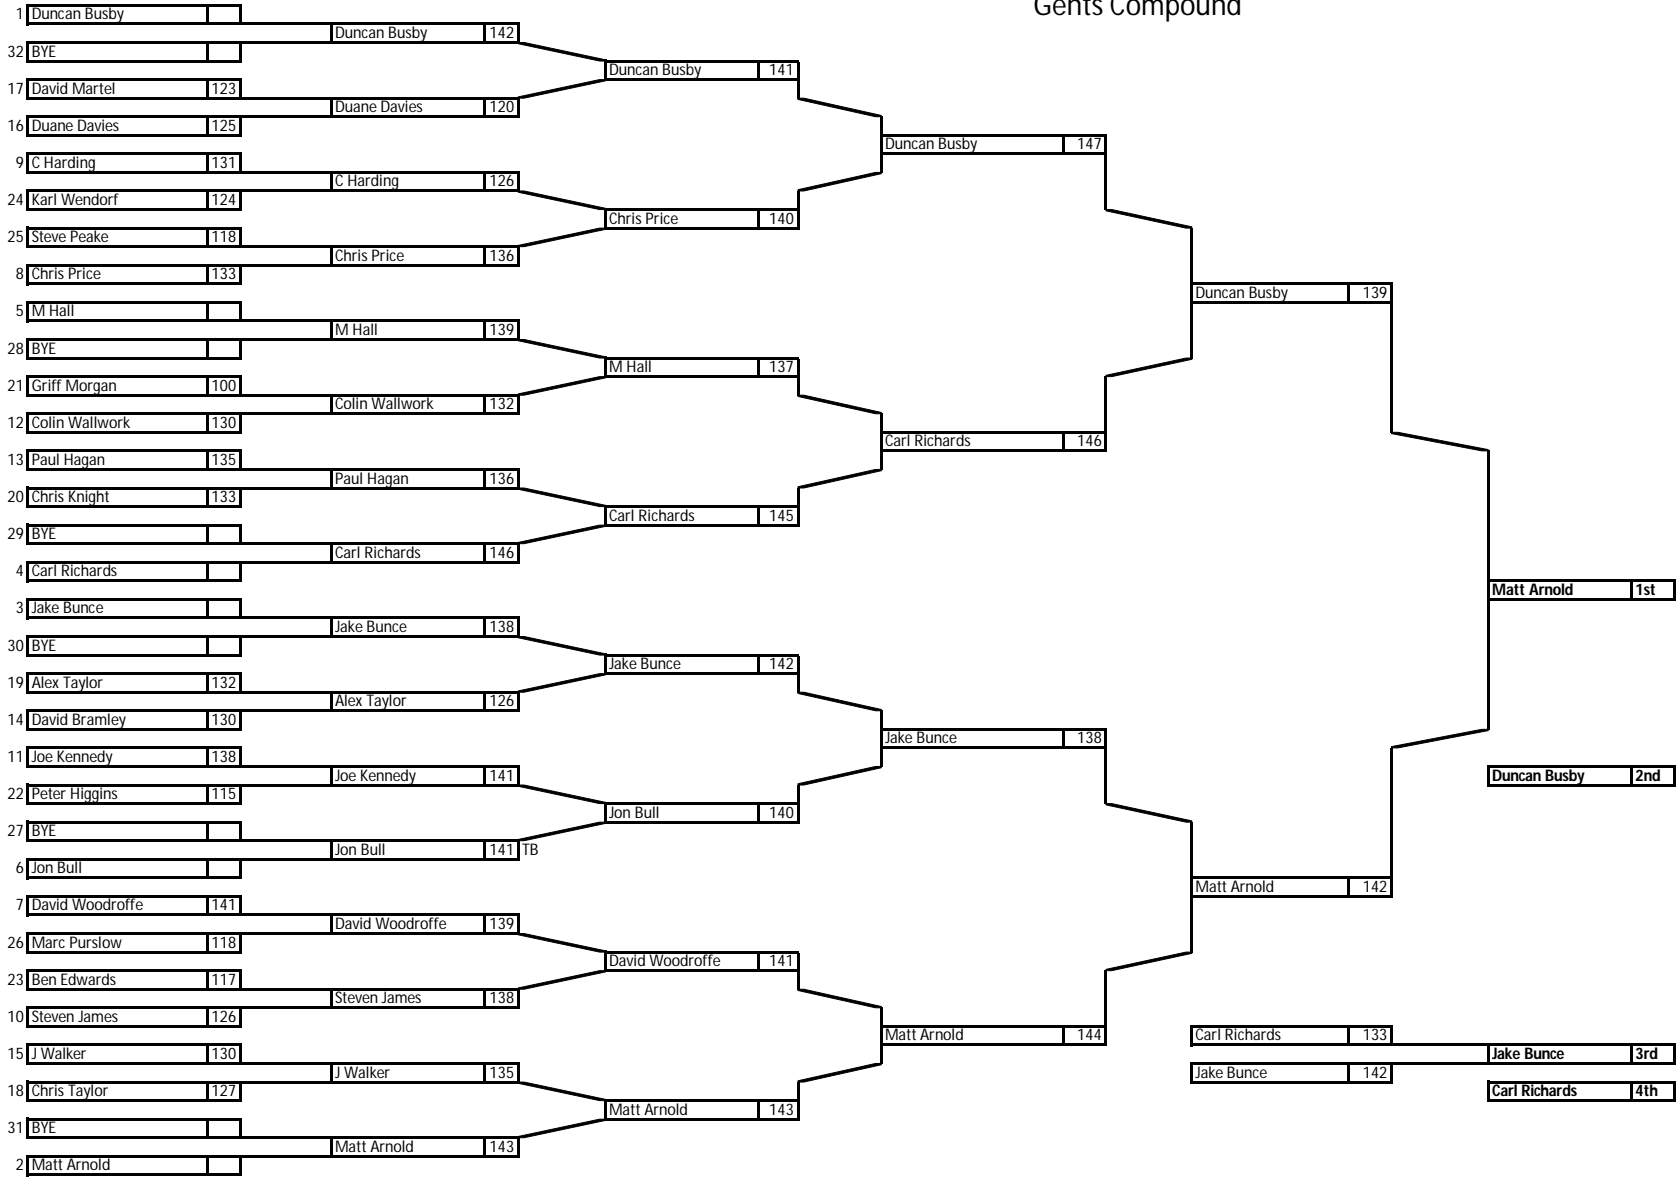 Gents Compound
1 Duncan Busby
Duncan Busby 142
32 BYE
Duncan Busby 141
17 David Martel 123
Duane Davies 120
16 Duane Davies 125
Duncan Busby 147
9 C Harding 131
C Harding 126
24 Karl Wendorf 124
Chris Price 140
25 Steve Peake 118
Chris Price 136
8 Chris Price 133
Duncan Busby 139
5 M Hall
M Hall 139
28 BYE
M Hall 137
21 Griff Morgan 100
Colin Wallwork 132
12 Colin Wallwork 130
Carl Richards 146
13 Paul Hagan 135
Paul Hagan 136
20 Chris Knight 133
Carl Richards 145
29 BYE
Carl Richards 146
4 Carl Richards
Matt Arnold 1st
3 Jake Bunce
Jake Bunce 138
30 BYE
Jake Bunce 142
19 Alex Taylor 132
Alex Taylor 126
14 David Bramley 130
Jake Bunce 138
11 Joe Kennedy 138
Joe Kennedy 141
Duncan Busby 2nd
22 Peter Higgins 115
Jon Bull 140
27 BYE
Jon Bull 141 TB
6 Jon Bull
Matt Arnold 142
7 David Woodroffe 141
David Woodroffe 139
26 Marc Purslow 118
David Woodroffe 141
23 Ben Edwards 117
Steven James 138
10 Steven James 126
Matt Arnold 144
Carl Richards 133
15 J Walker 130
Jake Bunce 3rd
J Walker 135
Jake Bunce 142
18 Chris Taylor 127
Carl Richards 4th
Matt Arnold 143
31 BYE
Matt Arnold 143
2 Matt Arnold